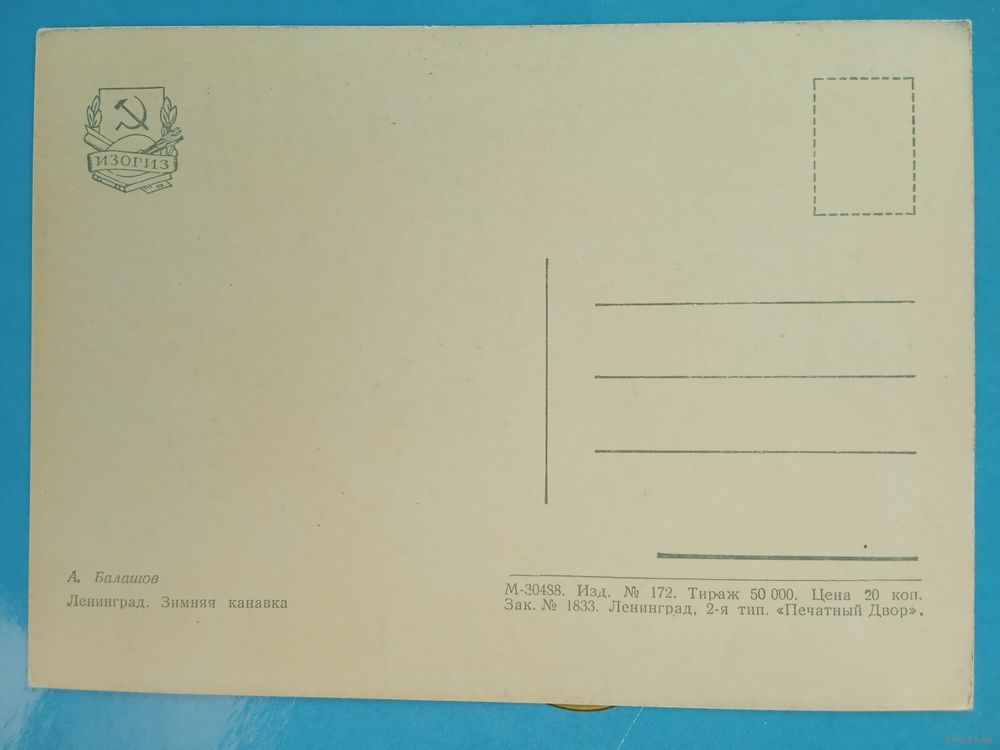 ИЗОГИЗ
А. Балашов
Ленинград. Зимняя канавка
М-30488. Изд. № 172. Тираж 50 000. Цена 20 коп.
Зак. № 1833. Ленинград, 2-я тип. «Печатный Двор».